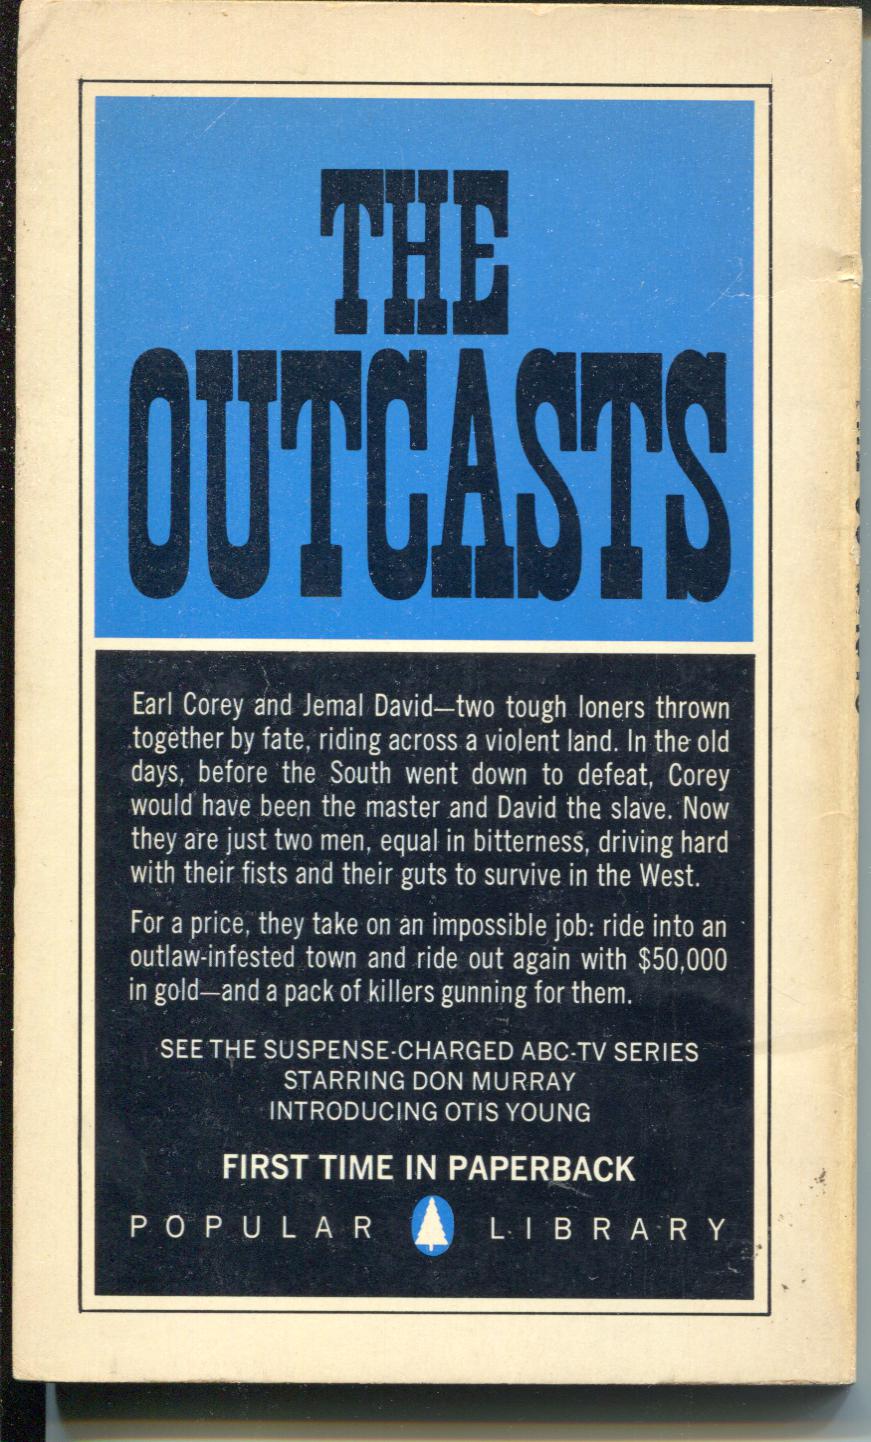 THE
OUTCASTS
Earl Corey and Jemal David—two tough loners thrown
together by fate, riding across a violent land. In the old
days, before the South went down to defeat, Corey
would have been the master and David the slave. Now
they are just two men, equal in bitterness, driving hard
with their fists and their guts to survive in the West.
For a price, they take on an impossible job: ride into an
outlaw-infested town and ride out again with $50,000
in gold—and a pack of killers gunning for them.
SEE THE SUSPENSE-CHARGED ABC-TV SERIES
STARRING DON MURRAY
INTRODUCING OTIS YOUNG
FIRST TIME IN PAPERBACK
POPULAR LIBRARY